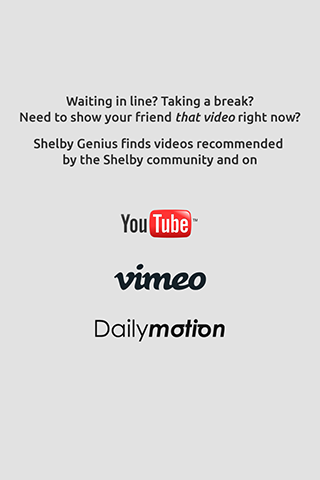 Waiting in line? Taking a break?
Need to show your friend that video right now?
Shelby Genius finds videos recommended
by the Shelby community and on
YouTube™
vimeo
Dailymotion